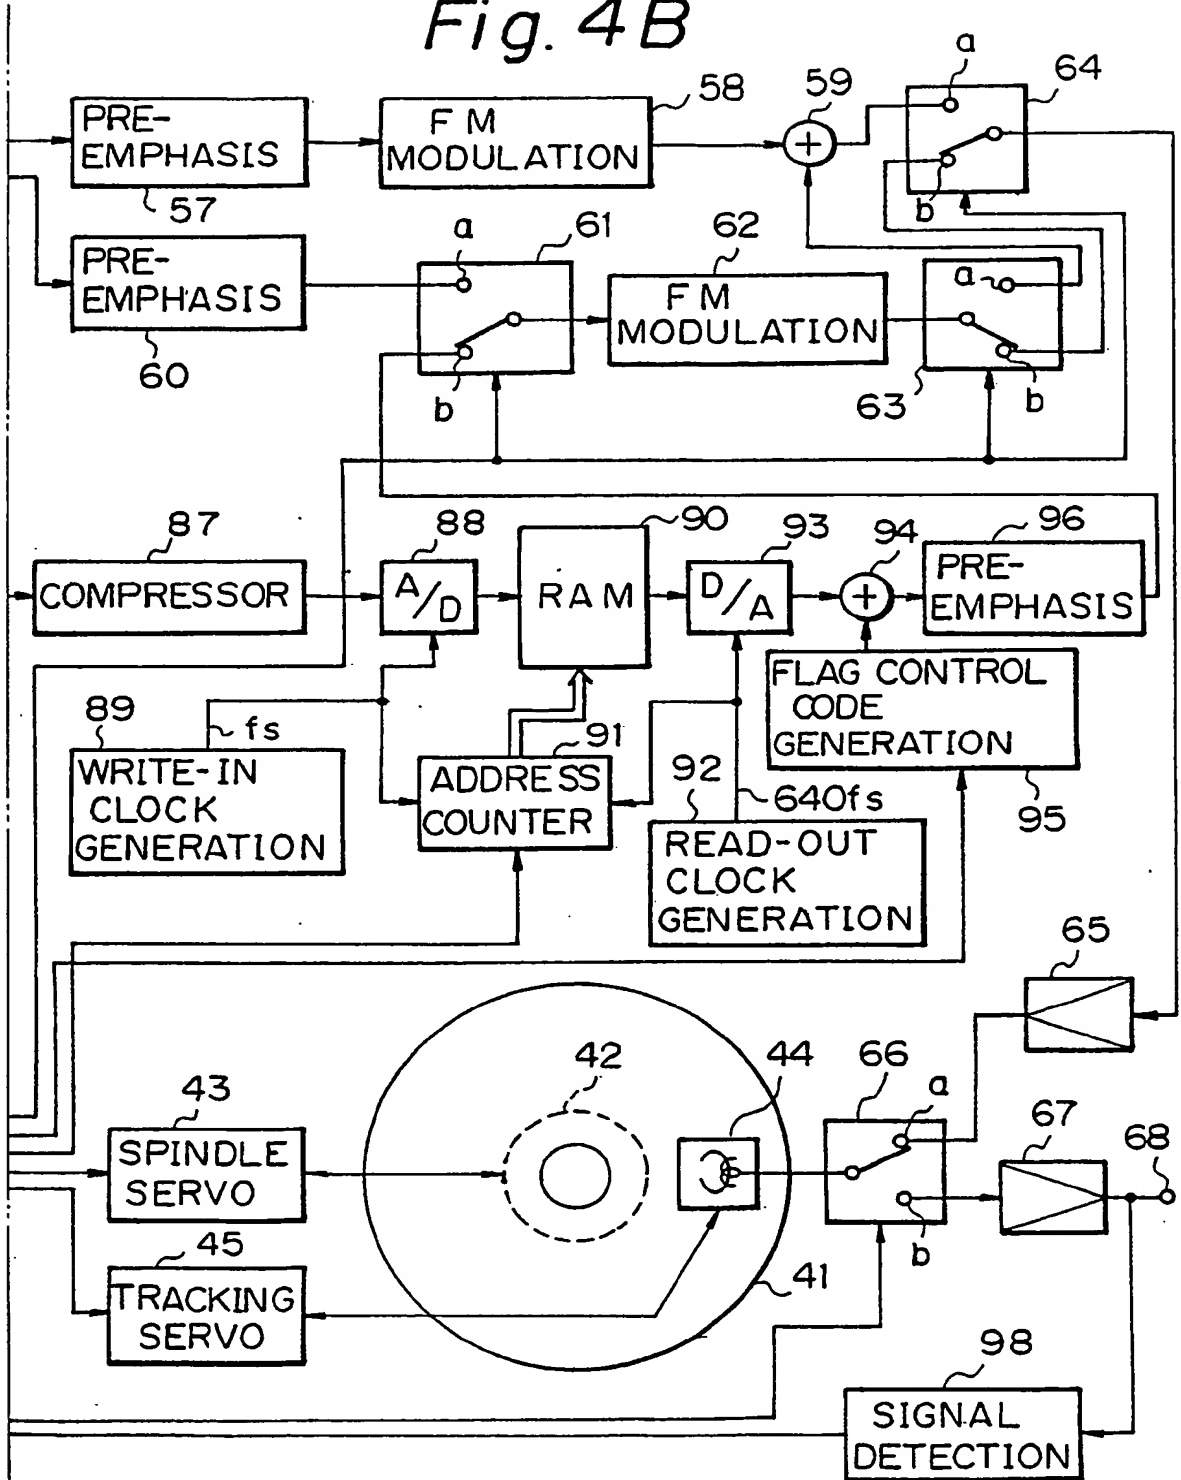 Fig. 4B
a
59
64
58
PRE-
EMPHASIS
FM
MODULATION
+
b
57
61
62
a
PRE-
EMPHASIS
FM
MODULATION
a
60
b
63
b
87
88
90
93
94
96
COMPRESSOR
A/D
RAM
D/A
+
PRE-
EMPHASIS
FLAG CONTROL
CODE
GENERATION
89
fs
91
92
640fs
95
WRITE-IN
CLOCK
GENERATION
ADDRESS
COUNTER
READ-OUT
CLOCK
GENERATION
65
42
44
66
a
43
67
68
SPINDLE
SERVO
b
45
41
TRACKING
SERVO
98
SIGNAL
DETECTION